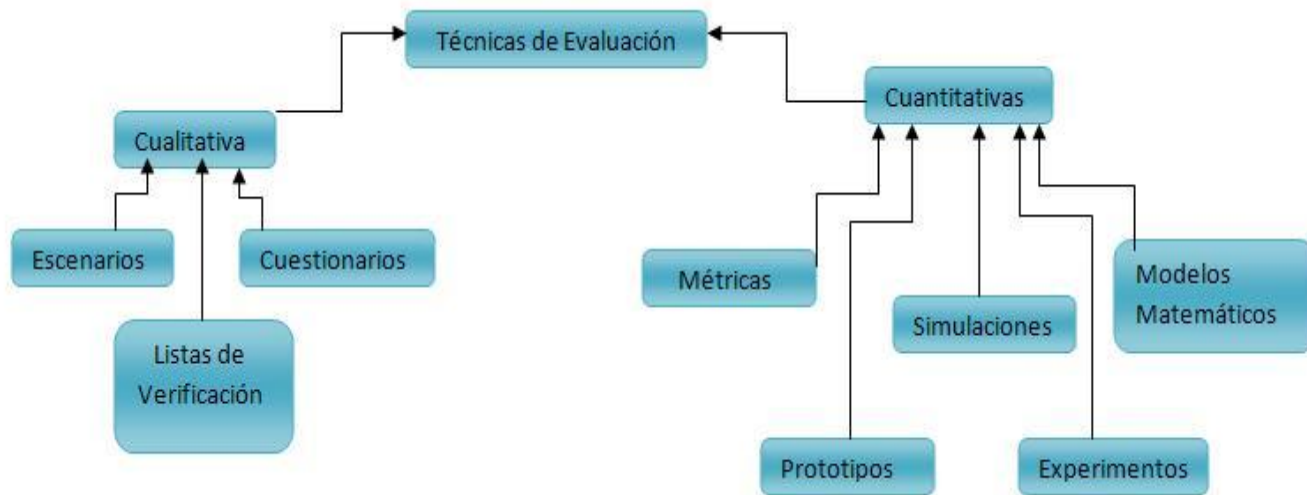 Técnicas de Evaluación
Cualitativa
Cuantitativas
Escenarios
Cuestionarios
Listas de
Verificación
Métricas
Simulaciones
Modelos
Matemáticos
Prototipos
Experimentos